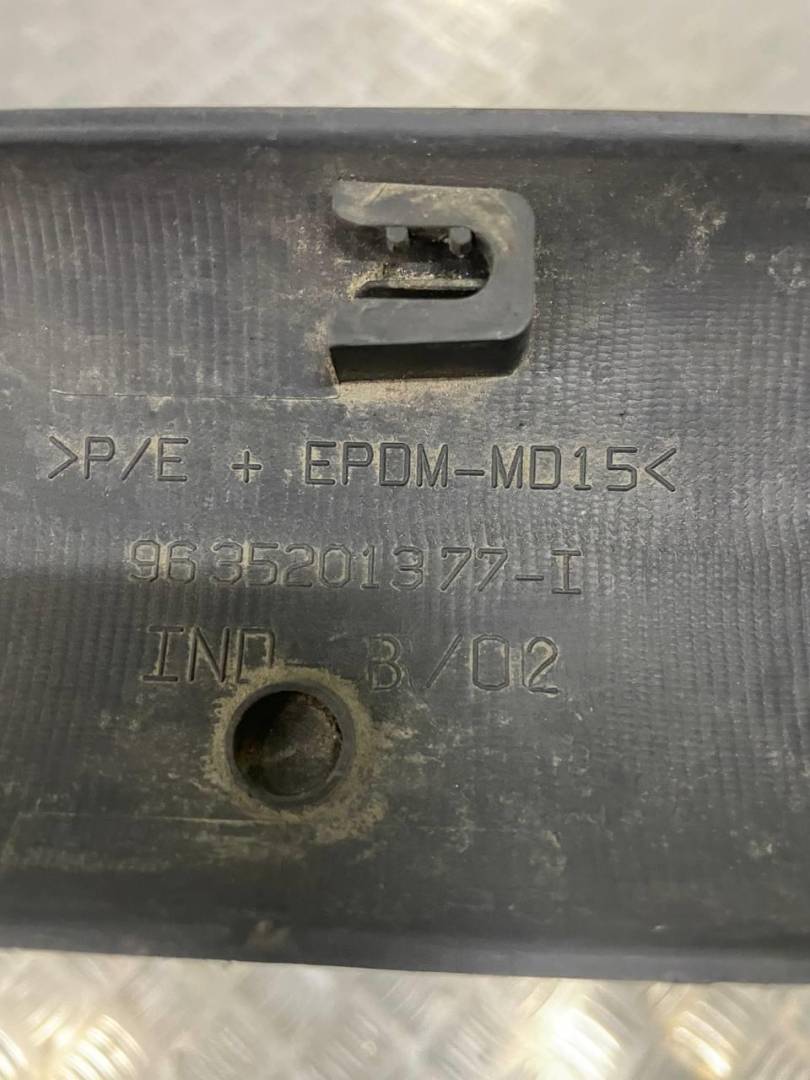 >P/E + EPDM-MD15<
9635201377-I
IND B/02